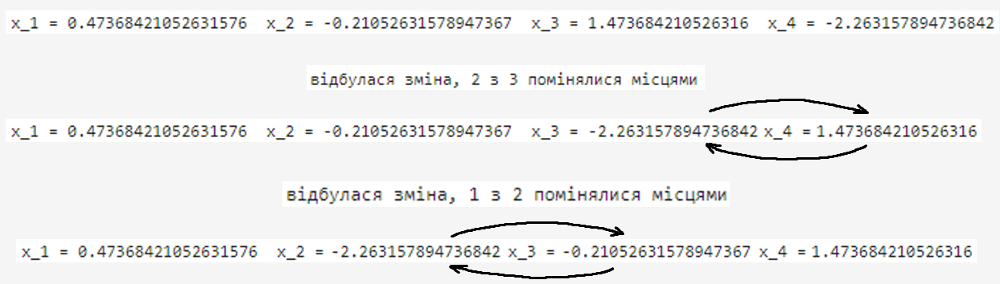 x_1 = 0.47368421052631576 x_2 = -0.21052631578947367 x_3 = 1.473684210526316 x_4 = -2.263157894736842
відбулася зміна, 2 з 3 помінялися місцями
x_1 = 0.47368421052631576 x_2 = -0.21052631578947367 x_3 = -2.263157894736842 x_4 = 1.473684210526316
відбулася зміна, 1 з 2 помінялися місцями
x_1 = 0.47368421052631576 x_2 = -2.263157894736842 x_3 = -0.21052631578947367 x_4 = 1.473684210526316